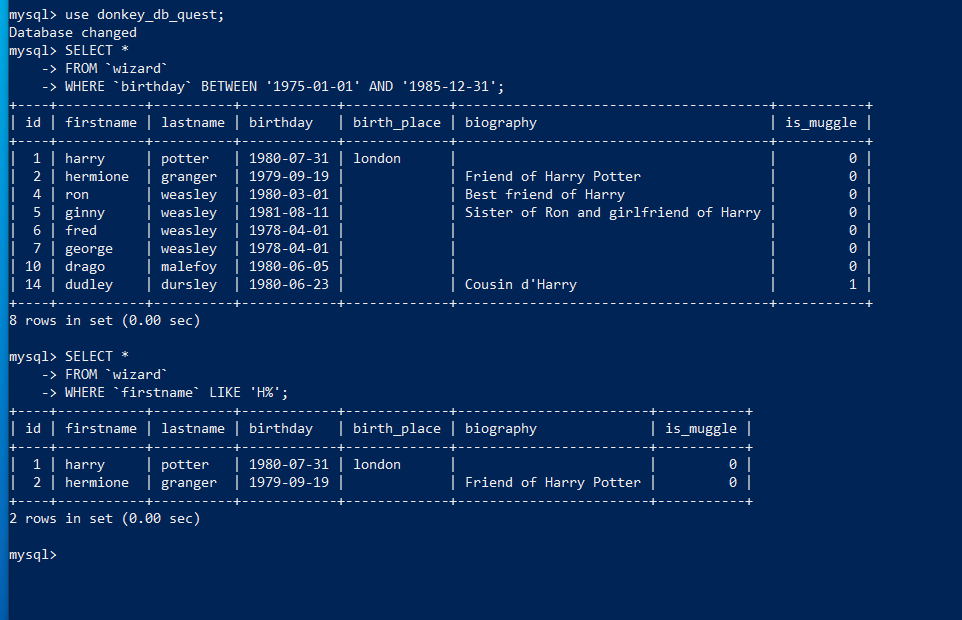 mysql> use donkey_db_quest;
Database changed
mysql> SELECT *
    -> FROM `wizard`
    -> WHERE `birthday` BETWEEN '1975-01-01' AND '1985-12-31';
+----+-----------+----------+------------+-------------+---------------------------------------+-----------+
| id | firstname | lastname | birthday   | birth_place | biography                             | is_muggle |
+----+-----------+----------+------------+-------------+---------------------------------------+-----------+
|  1 | harry     | potter   | 1980-07-31 | london      |                                       |         0 |
|  2 | hermione  | granger  | 1979-09-19 |             | Friend of Harry Potter                |         0 |
|  4 | ron       | weasley  | 1980-03-01 |             | Best friend of Harry                  |         0 |
|  5 | ginny     | weasley  | 1981-08-11 |             | Sister of Ron and girlfriend of Harry |         0 |
|  6 | fred      | weasley  | 1978-04-01 |             |                                       |         0 |
|  7 | george    | weasley  | 1978-04-01 |             |                                       |         0 |
| 10 | drago     | malefoy  | 1980-06-05 |             |                                       |         0 |
| 14 | dudley    | dursley  | 1980-06-23 |             | Cousin d'Harry                        |         1 |
+----+-----------+----------+------------+-------------+---------------------------------------+-----------+
8 rows in set (0.00 sec)

mysql> SELECT *
    -> FROM `wizard`
    -> WHERE `firstname` LIKE 'H%';
+----+-----------+----------+------------+-------------+------------------------+-----------+
| id | firstname | lastname | birthday   | birth_place | biography              | is_muggle |
+----+-----------+----------+------------+-------------+------------------------+-----------+
|  1 | harry     | potter   | 1980-07-31 | london      |                        |         0 |
|  2 | hermione  | granger  | 1979-09-19 |             | Friend of Harry Potter |         0 |
+----+-----------+----------+------------+-------------+------------------------+-----------+
2 rows in set (0.00 sec)

mysql>